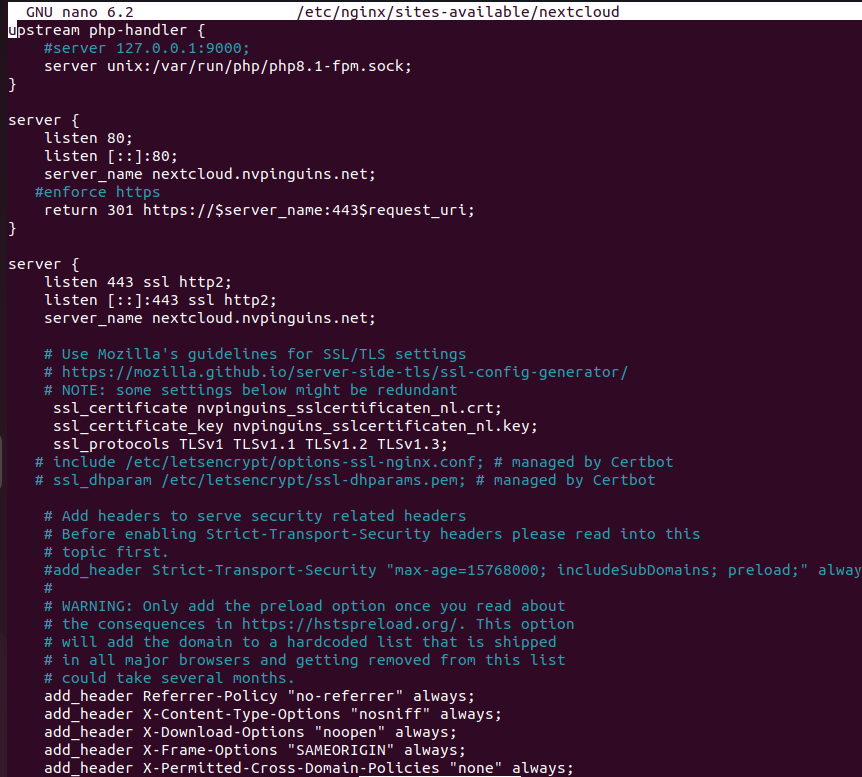 GNU nano 6.2 /etc/nginx/sites-available/nextcloud
upstream php-handler {
    #server 127.0.0.1:9000;
    server unix:/var/run/php/php8.1-fpm.sock;
}

server {
    listen 80;
    listen [::]:80;
    server_name nextcloud.nvpinguins.net;
   #enforce https
    return 301 https://$server_name:443$request_uri;
}

server {
    listen 443 ssl http2;
    listen [::]:443 ssl http2;
    server_name nextcloud.nvpinguins.net;

    # Use Mozilla's guidelines for SSL/TLS settings
    # https://mozilla.github.io/server-side-tls/ssl-config-generator/
    # NOTE: some settings below might be redundant
     ssl_certificate nvpinguins_sslcertificaten_nl.crt;
     ssl_certificate_key nvpinguins_sslcertificaten_nl.key;
     ssl_protocols TLSv1 TLSv1.1 TLSv1.2 TLSv1.3;
   # include /etc/letsencrypt/options-ssl-nginx.conf; # managed by Certbot
   # ssl_dhparam /etc/letsencrypt/ssl-dhparams.pem; # managed by Certbot

    # Add headers to serve security related headers
    # Before enabling Strict-Transport-Security headers please read into this
    # topic first.
    #add_header Strict-Transport-Security "max-age=15768000; includeSubDomains; preload;" alway
    #
    # WARNING: Only add the preload option once you read about
    # the consequences in https://hstspreload.org/. This option
    # will add the domain to a hardcoded list that is shipped
    # in all major browsers and getting removed from this list
    # could take several months.
    add_header Referrer-Policy "no-referrer" always;
    add_header X-Content-Type-Options "nosniff" always;
    add_header X-Download-Options "noopen" always;
    add_header X-Frame-Options "SAMEORIGIN" always;
    add_header X-Permitted-Cross-Domain-Policies "none" always;